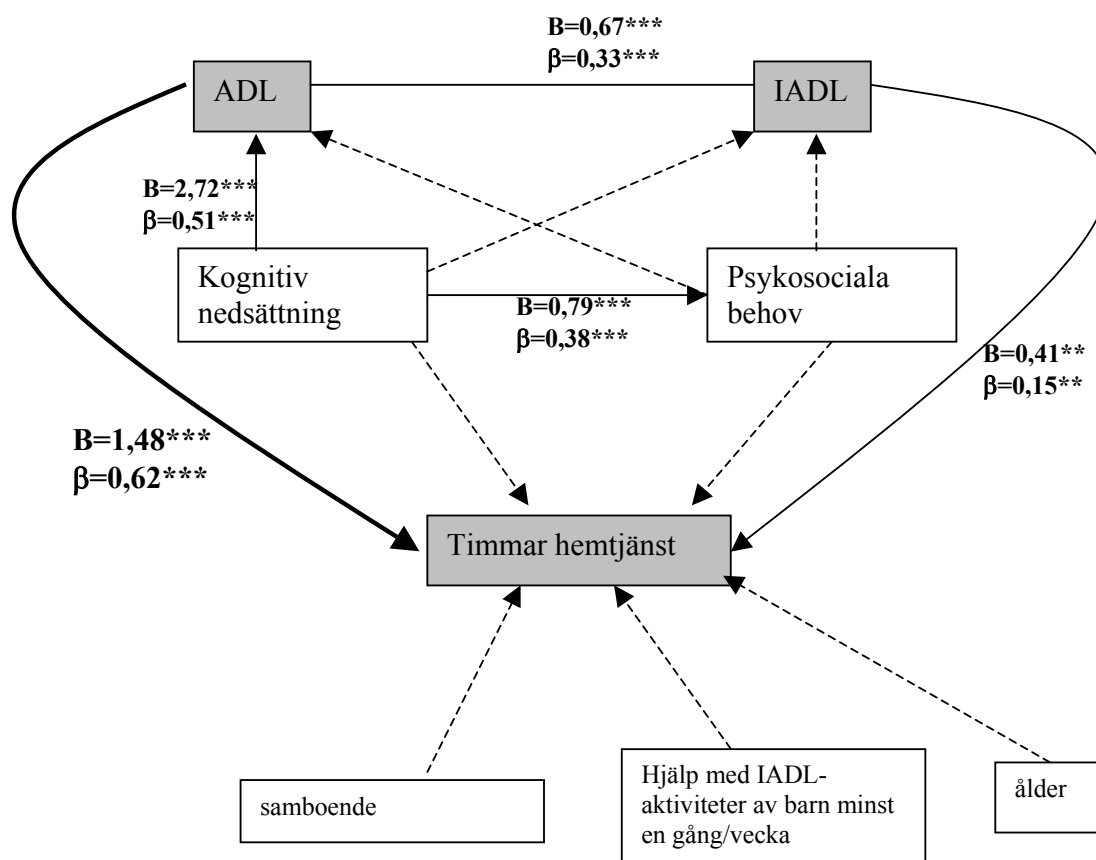 B=0,67***
β=0,33***
ADL
IADL
B=2,72***
β=0,51***
Kognitiv
nedsättning
Psykosociala
behov
B=0,79***
β=0,38***
B=0,41**
β=0,15**
B=1,48***
β=0,62***
Timmar hemtjänst
samboende
Hjälp med IADL-
aktiviteter av barn minst
en gång/vecka
ålder